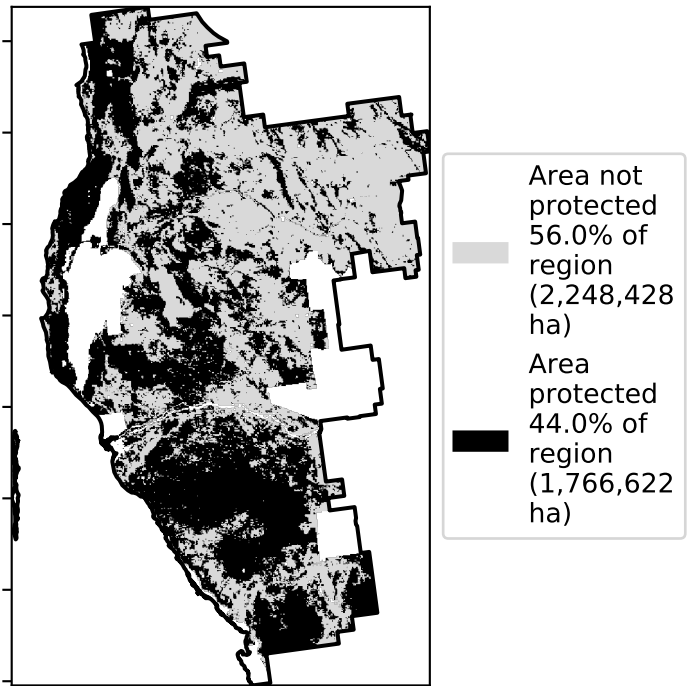 Area not
protected
56.0% of
region
(2,248,428
ha)
Area
protected
44.0% of
region
(1,766,622
ha)